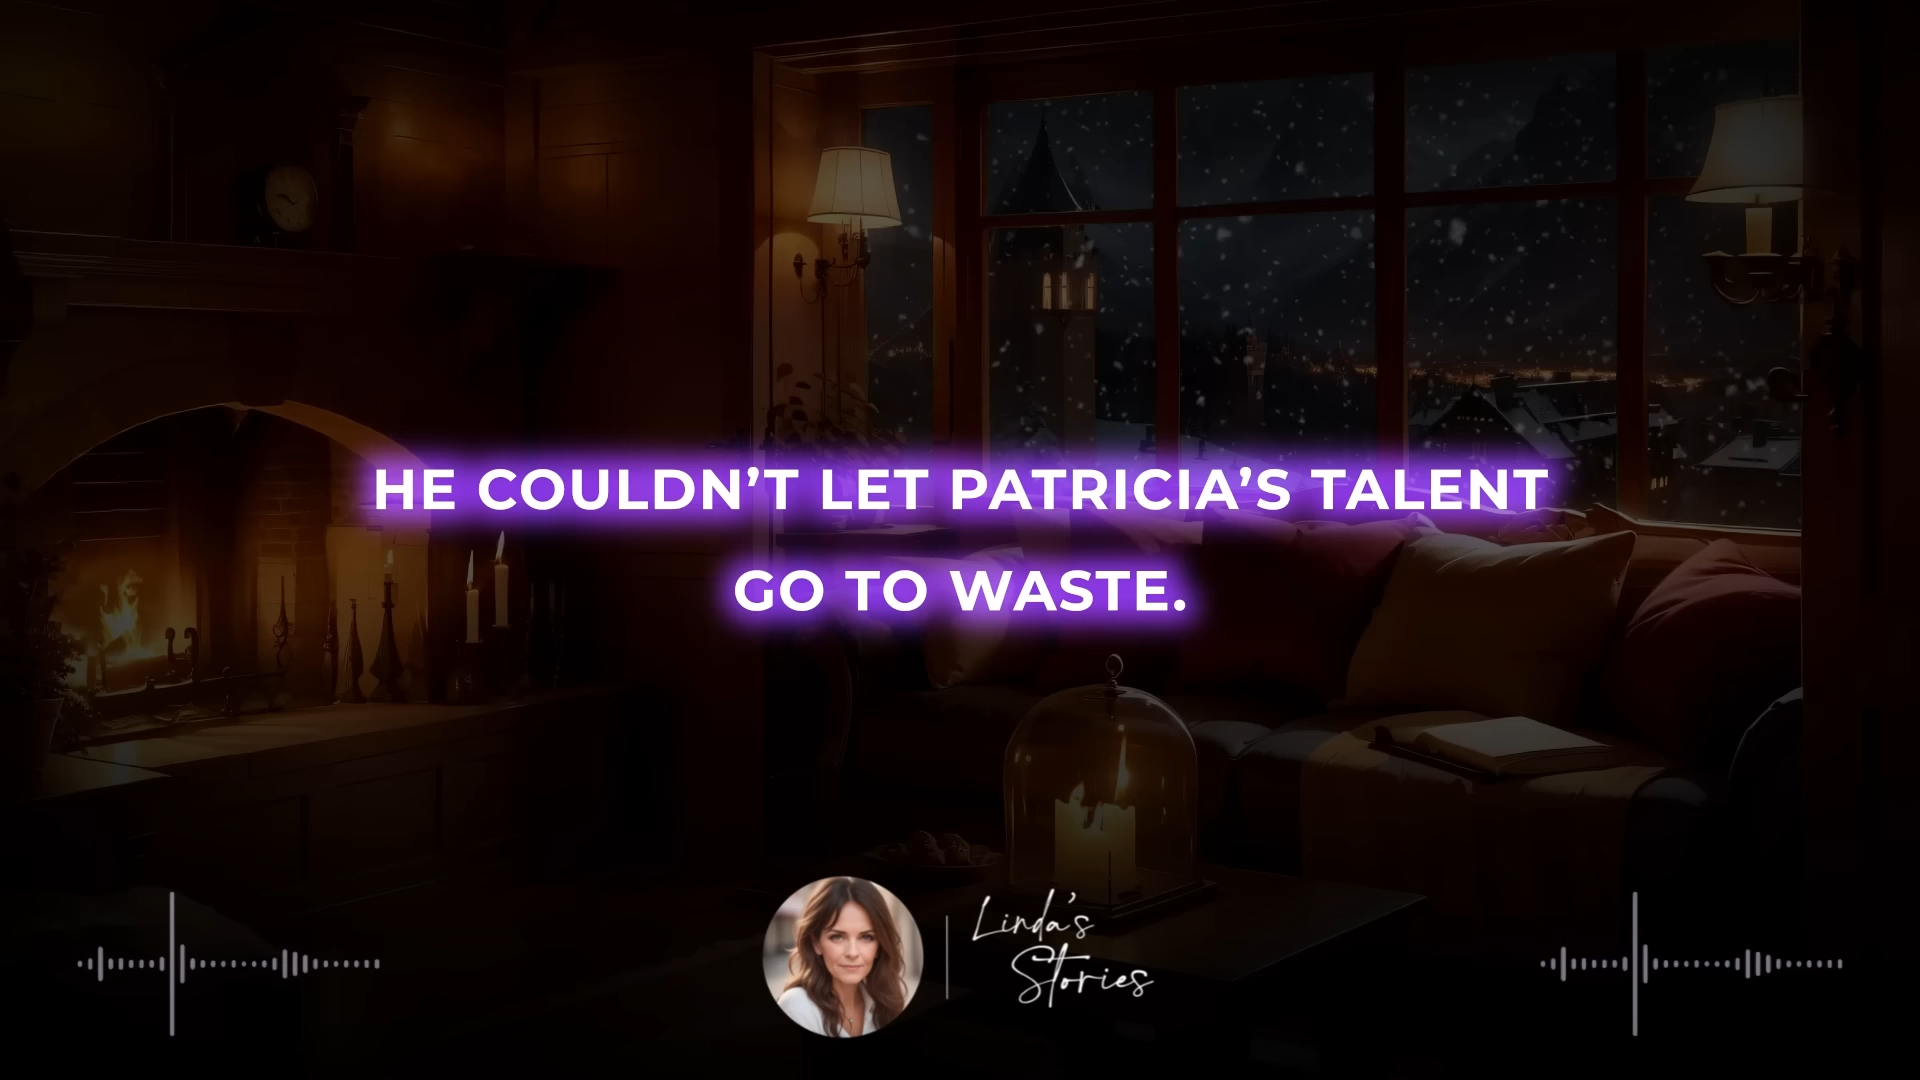 HE COULDN’T LET PATRICIA’S TALENT
GO TO WASTE.
Linda's
Stories